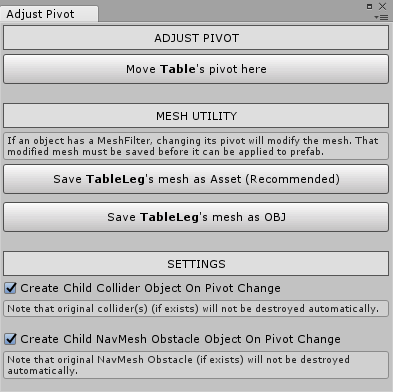 Adjust Pivot
ADJUST PIVOT
Move Table's pivot here
MESH UTILITY
If an object has a MeshFilter, changing its pivot will modify the mesh. That
modified mesh must be saved before it can be applied to prefab.
Save TableLeg's mesh as Asset (Recommended)
Save TableLeg's mesh as OBJ
SETTINGS
Create Child Collider Object On Pivot Change
Note that original collider(s) (if exists) will not be destroyed automatically.
Create Child NavMesh Obstacle Object On Pivot Change
Note that original NavMesh Obstacle (if exists) will not be destroyed
automatically.